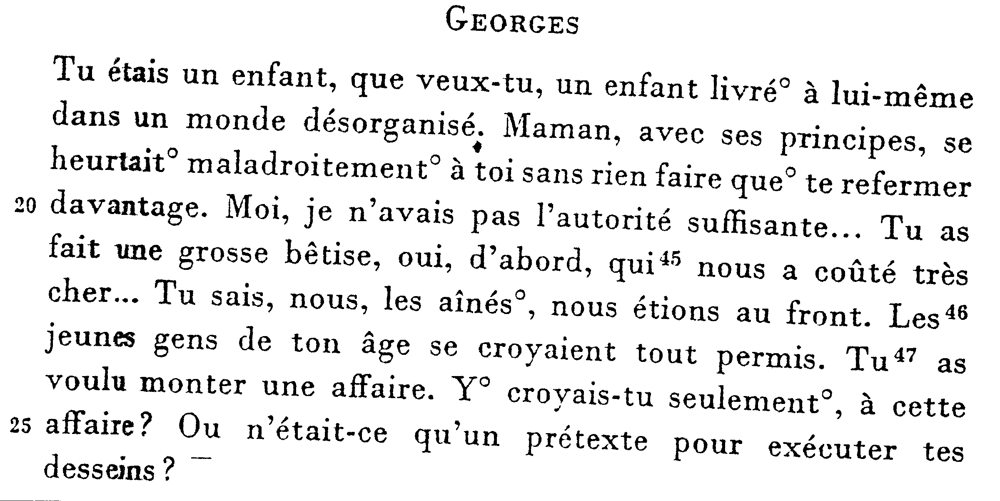 GEORGES
Tu étais un enfant, que veux-tu, un enfant livré° à lui-même
dans un monde désorganisé. Maman, avec ses principes, se
heurtait° maladroitement° à toi sans rien faire que° te refermer
20 davantage. Moi, je n'avais pas l'autorité suffisante... Tu as
fait une grosse bêtise, oui, d'abord, qui⁴⁵ nous a coûté très
cher... Tu sais, nous, les aînés°, nous étions au front. Les⁴⁶
jeunes gens de ton âge se croyaient tout permis. Tu⁴⁷ as
voulu monter une affaire. Y° croyais-tu seulement°, à cette
25 affaire? Ou n'était-ce qu'un prétexte pour exécuter tes
desseins?